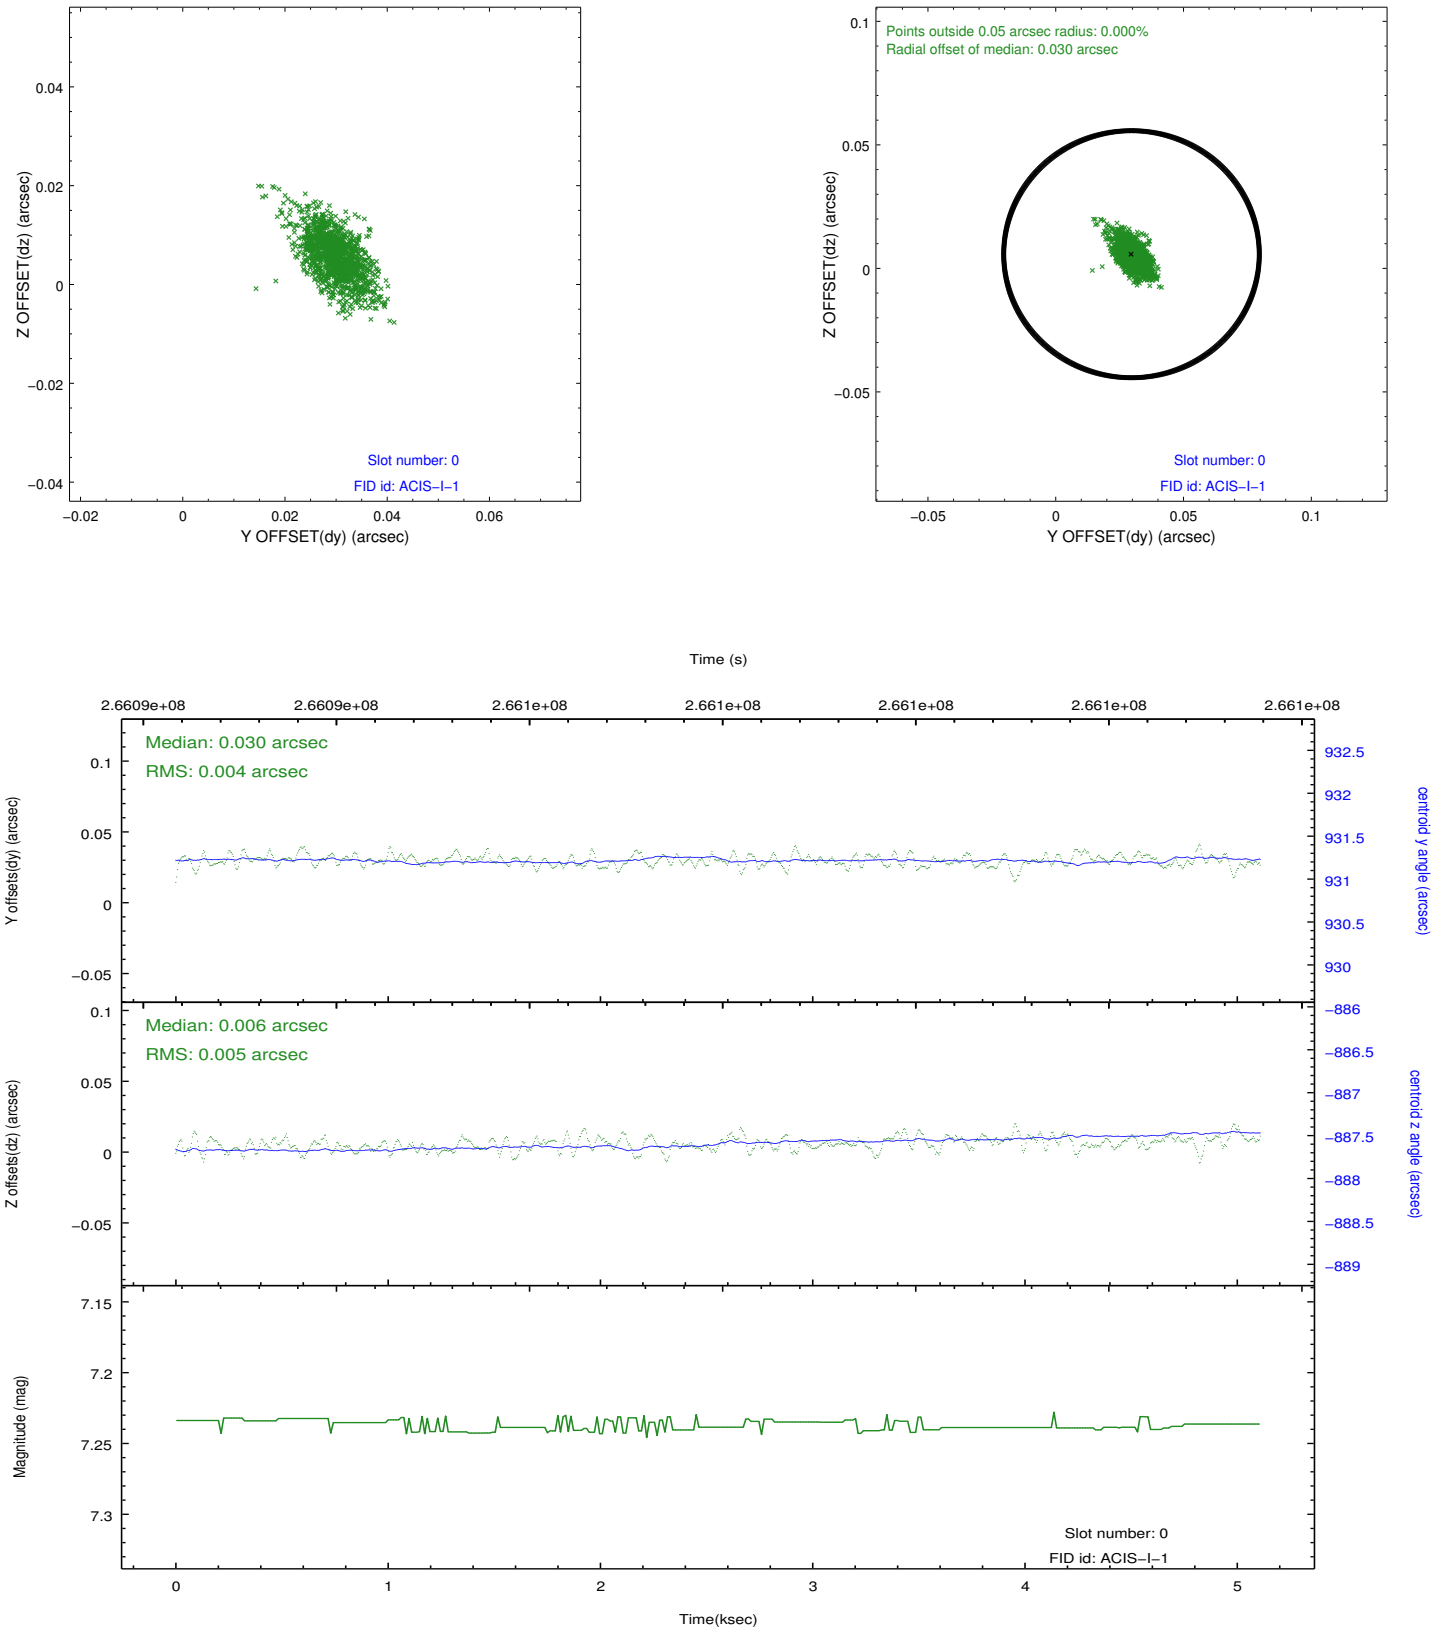 0.04
0.02
0
−0.02
−0.04
Z OFFSET(dz) (arcsec)
Slot number: 0
FID id: ACIS−I−1
−0.02
0
0.02
0.04
0.06
Y OFFSET(dy) (arcsec)
Points outside 0.05 arcsec radius: 0.000%
Radial offset of median: 0.030 arcsec
0.1
0.05
0
−0.05
Z OFFSET(dz) (arcsec)
Slot number: 0
FID id: ACIS−I−1
−0.05
0
0.05
0.1
Y OFFSET(dy) (arcsec)
Time (s)
2.6609e+08
2.6609e+08
2.661e+08
2.661e+08
2.661e+08
2.661e+08
2.661e+08
Median: 0.030 arcsec
RMS: 0.004 arcsec
0.1
0.05
0
−0.05
Y offsets(dy) (arcsec)
932.5
932
931.5
931
930.5
930
centroid y angle (arcsec)
Median: 0.006 arcsec
RMS: 0.005 arcsec
0.1
0.05
0
−0.05
Z offsets(dz) (arcsec)
−886
−886.5
−887
−887.5
−888
−888.5
−889
centroid z angle (arcsec)
7.15
7.2
7.25
7.3
Magnitude (mag)
Slot number: 0
FID id: ACIS−I−1
0
1
2
3
4
5
Time(ksec)